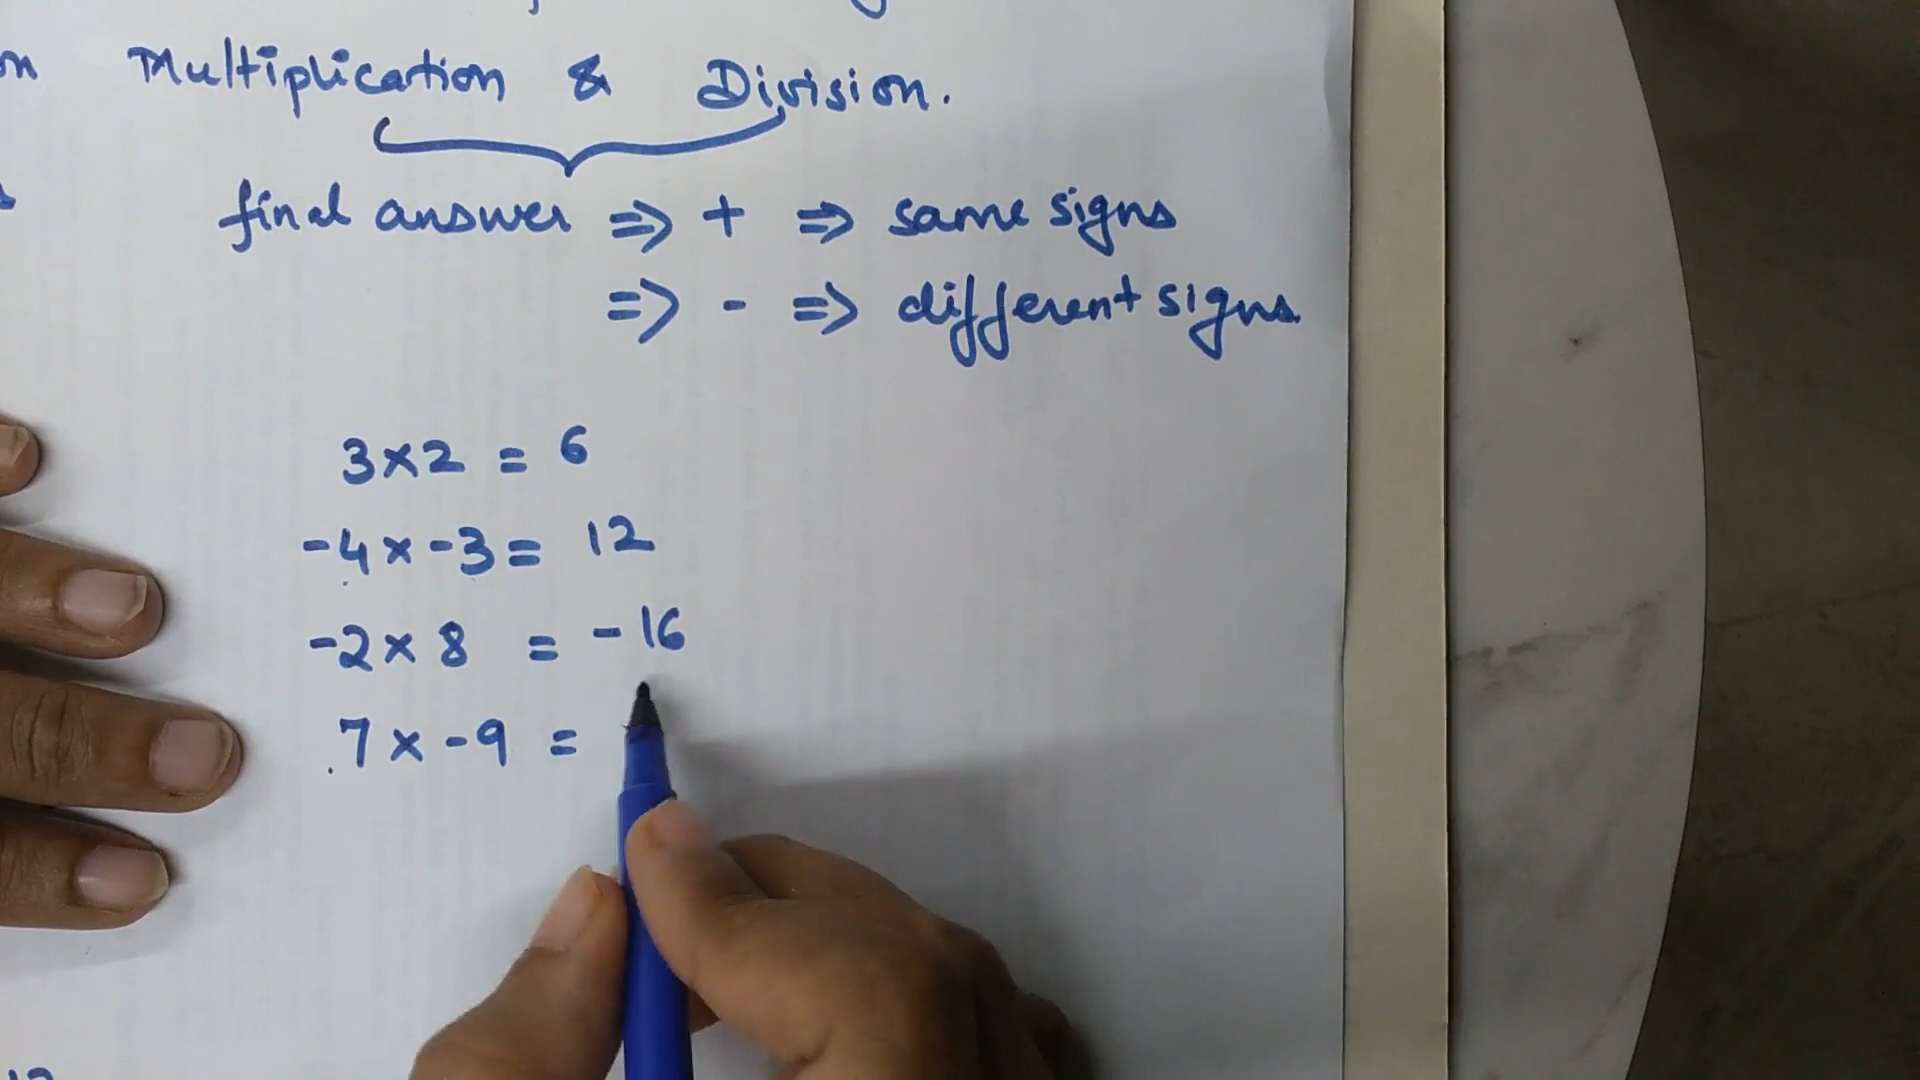 Multiplication & Division.
final answer => + => same signs
=> - => different signs.
3 × 2 = 6
-4 × -3 = 12
-2 × 8 = -16
7 × -9 =